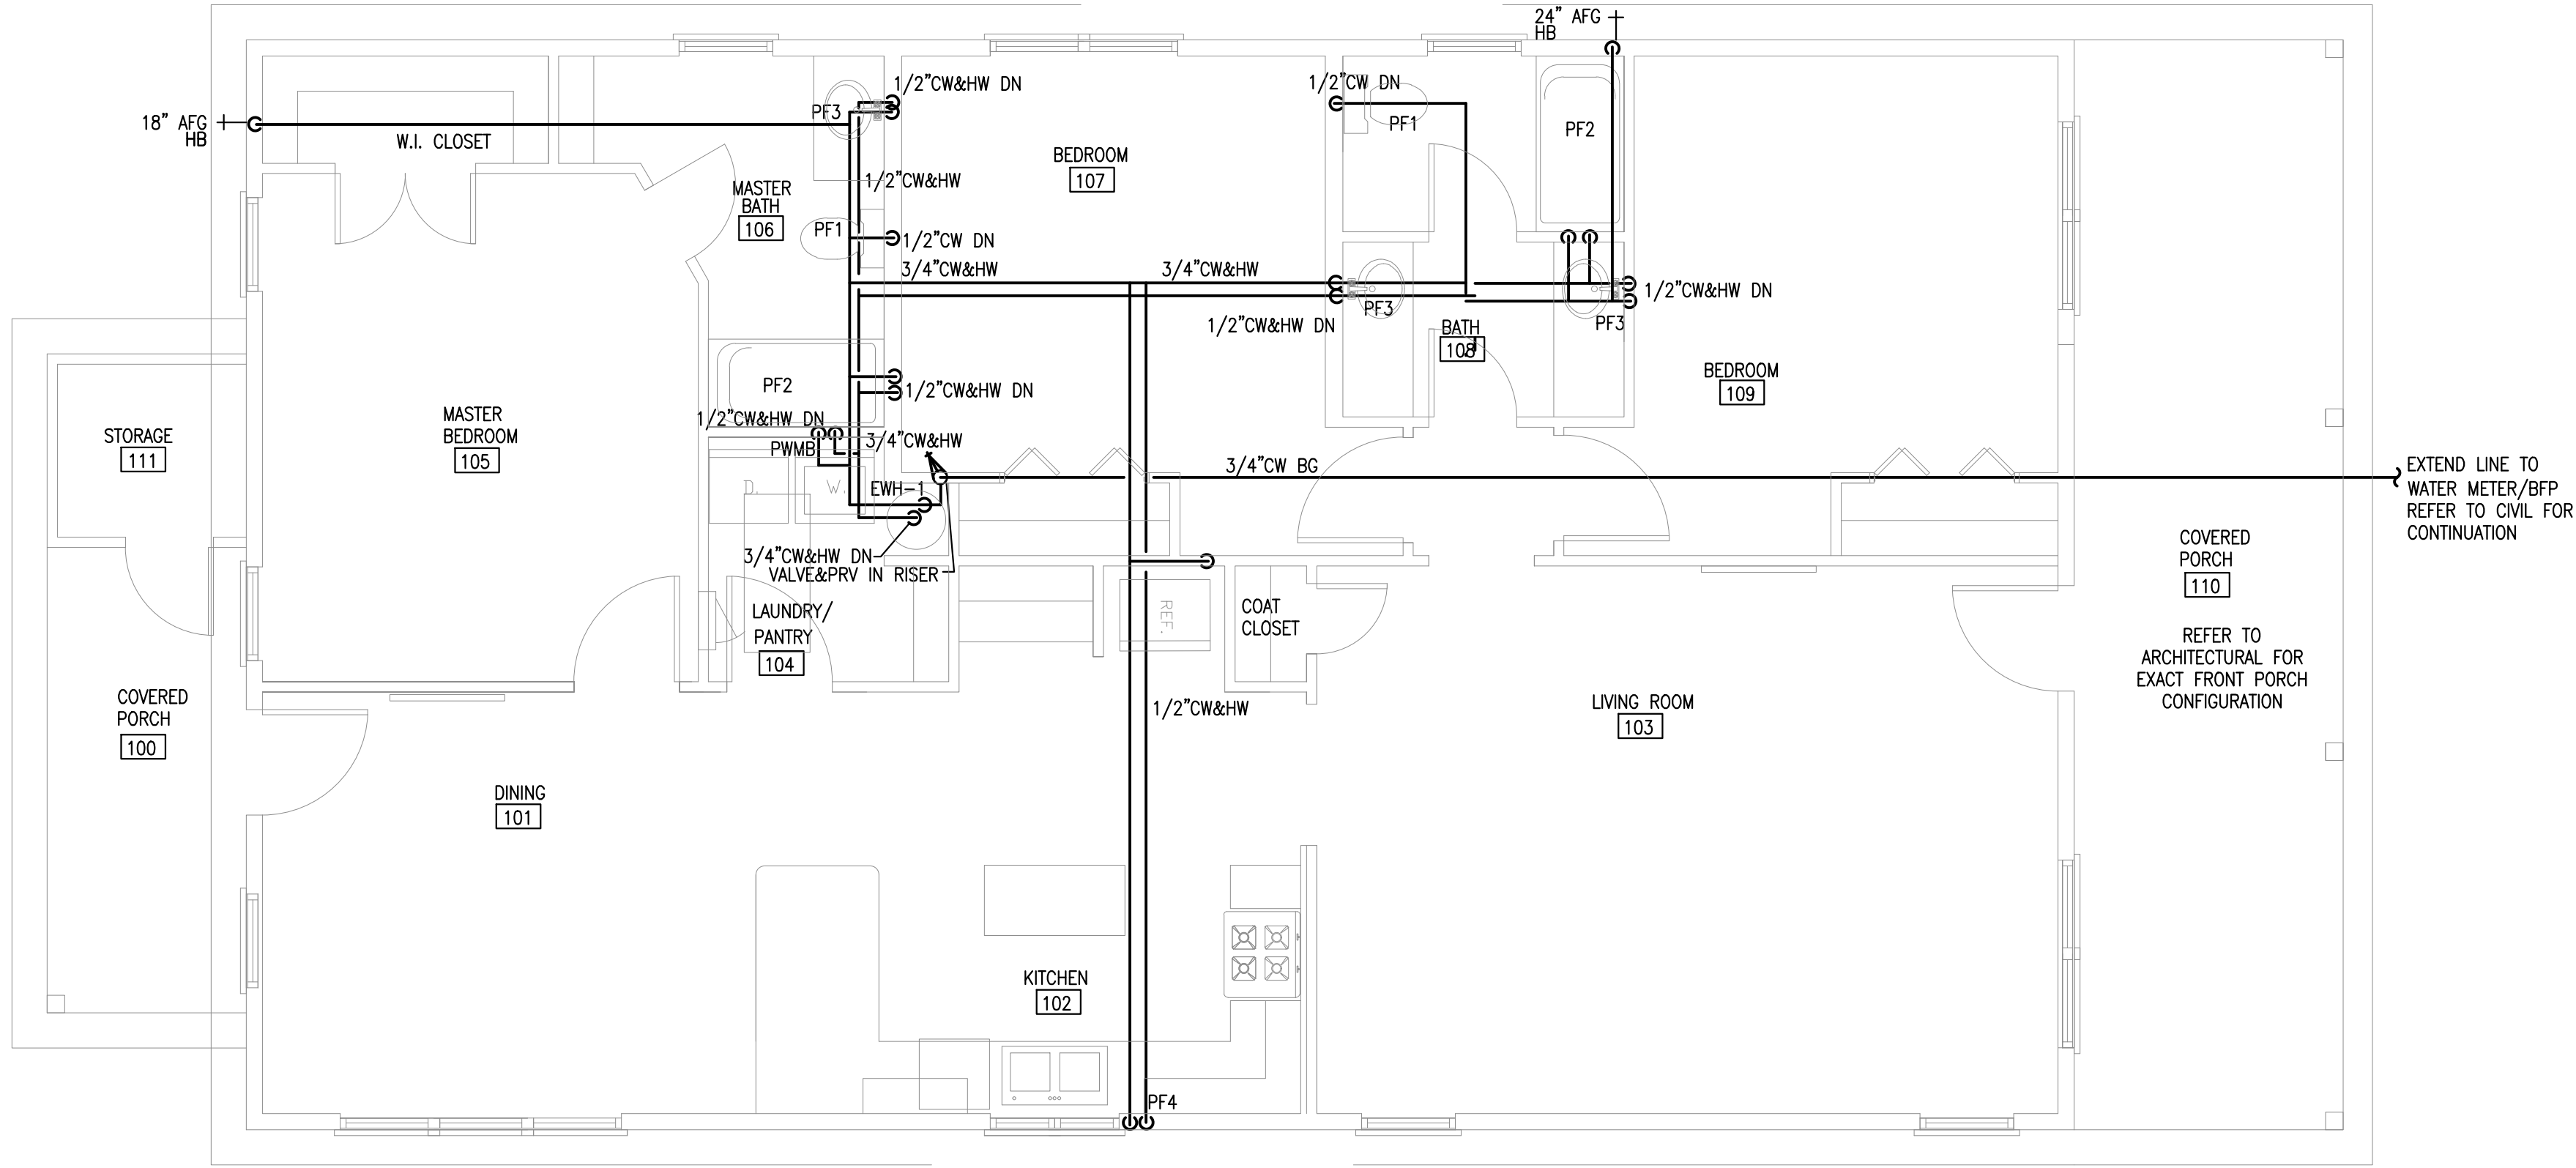 24" AFG
HB
1/2"CW&HW DN
1/2"CW DN
PF3
PF1
PF2
18" AFG
HB
W.I. CLOSET
BEDROOM
107
1/2"CW&HW
MASTER
BATH
106
PF1
1/2"CW DN
3/4"CW&HW
3/4"CW&HW
1/2"CW&HW DN
PF3
PF3
1/2"CW&HW DN
BATH
108
BEDROOM
109
PF2
1/2"CW&HW DN
MASTER
BEDROOM
105
1/2"CW&HW DN
PWMB
3/4"CW&HW
STORAGE
111
3/4"CW BG
EXTEND LINE TO
WATER METER/BFP
REFER TO CIVIL FOR
CONTINUATION
D.
W.
EWH-1
3/4"CW&HW DN
VALVE&PRV IN RISER
COVERED
PORCH
110
LAUNDRY/
PANTRY
104
REF.
COAT
CLOSET
REFER TO
ARCHITECTURAL FOR
EXACT FRONT PORCH
CONFIGURATION
COVERED
PORCH
100
1/2"CW&HW
LIVING ROOM
103
DINING
101
KITCHEN
102
PF4